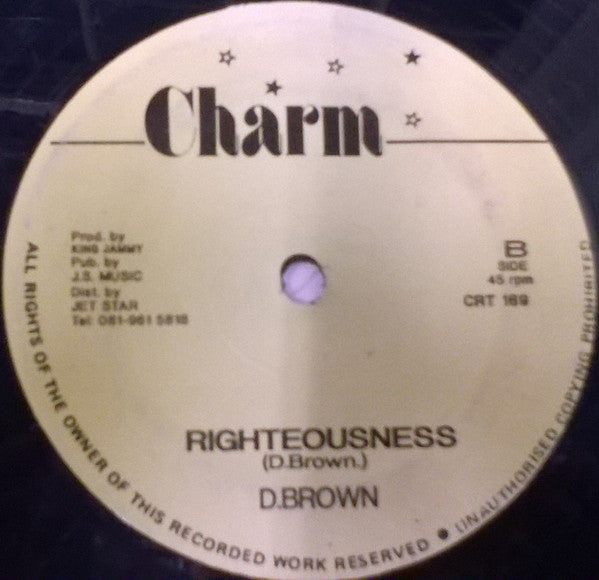 Charm
Prod. by
KING JAMMY
Pub. by
J.S. MUSIC
Dist. by
JET STAR
Tel: 081-961 5818
B
SIDE
45 rpm
CRT 169
RIGHTEOUSNESS
(D.Brown.)
D.BROWN
ALL RIGHTS OF THE OWNER OF THIS RECORDED WORK RESERVED ● UNAUTHORISED COPYING PROHIBITED